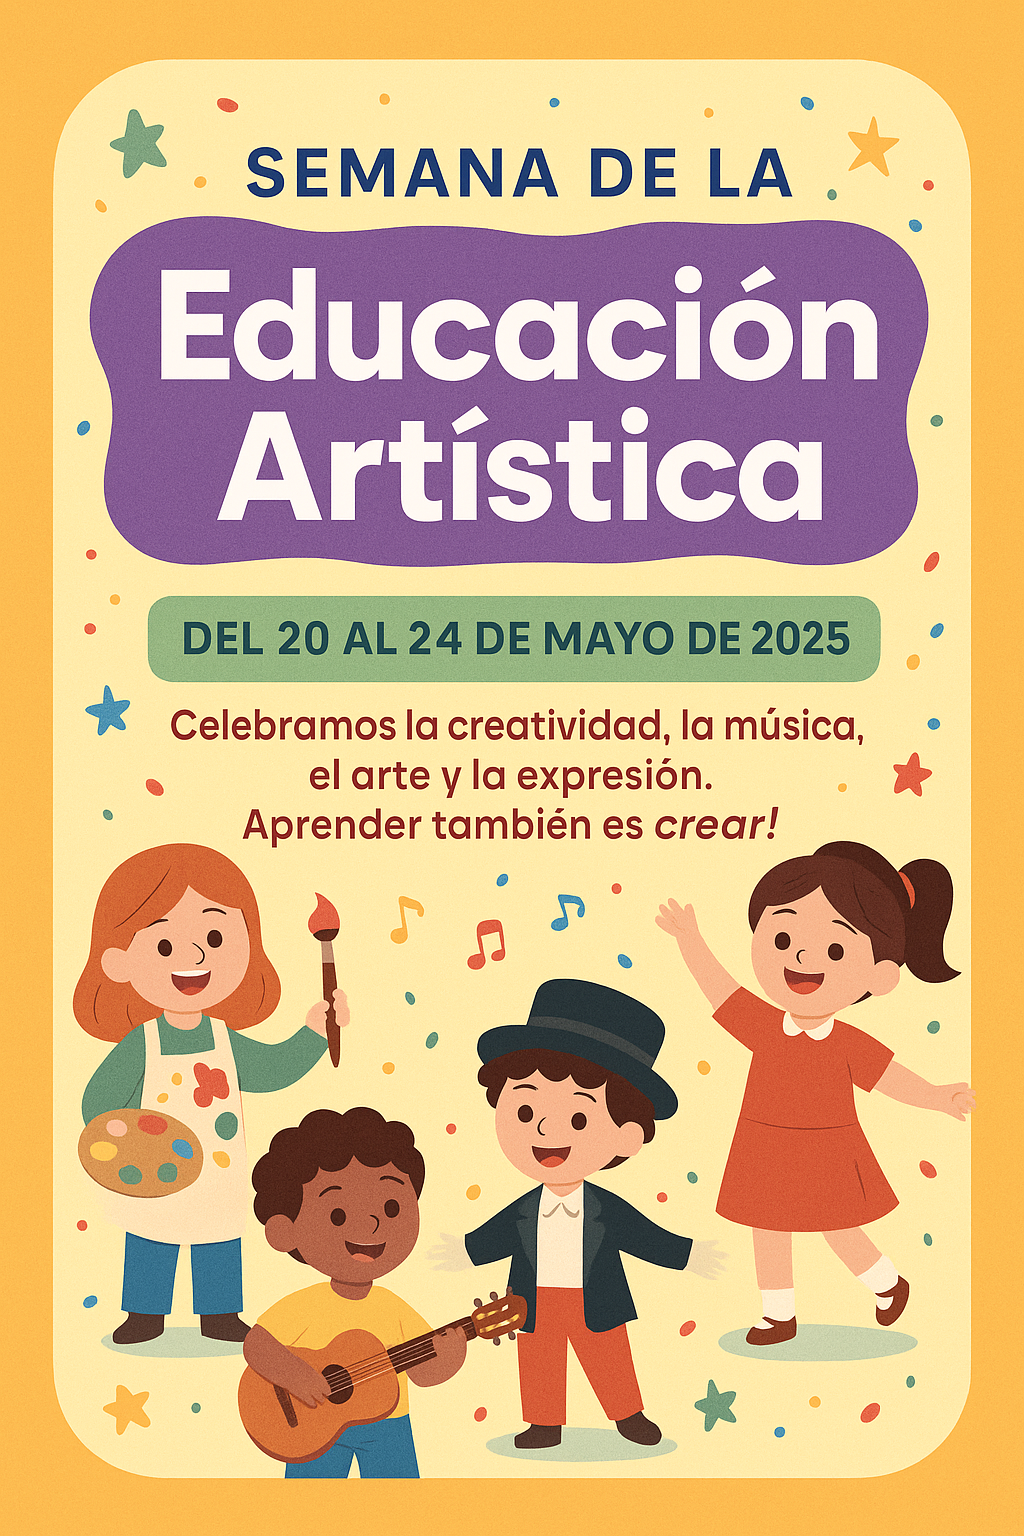 SEMANA DE LA
Educación
Artística
DEL 20 AL 24 DE MAYO DE 2025
Celebramos la creatividad, la música,
el arte y la expresión.
Aprender también es crear!